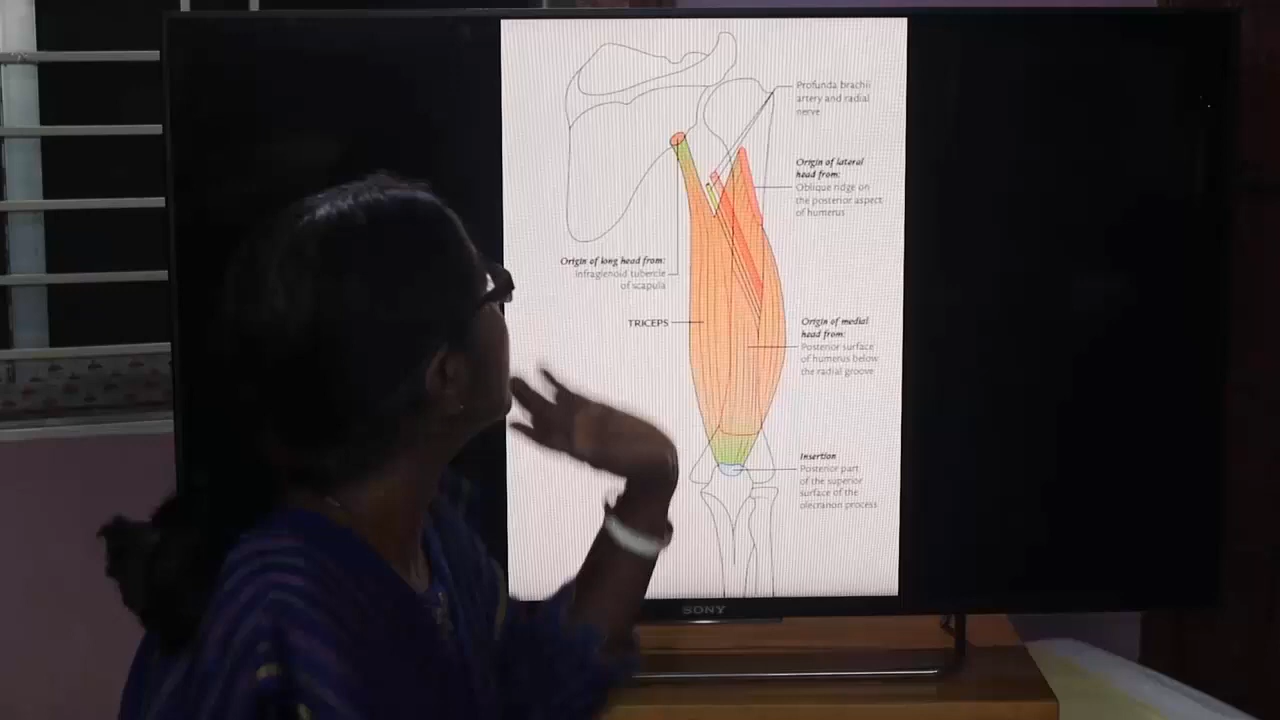 Profunda brachii
artery and radial
nerve
Origin of lateral
head from:
Oblique ridge on
the posterior aspect
of humerus
Origin of long head from:
Infraglenoid tubercle
of scapula
TRICEPS
Origin of medial
head from:
Posterior surface
of humerus below
the radial groove
Insertion
Posterior part
of the superior
surface of the
olecranon process
SONY